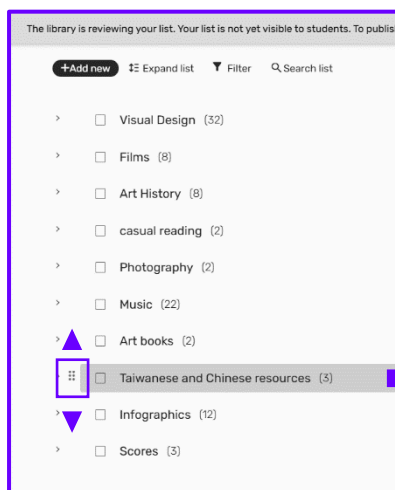 The library is reviewing your list. Your list is not yet visible to students. To publis
+Add new Expand list Filter Search list
Visual Design (32)
Films (8)
Art History (8)
casual reading (2)
Photography (2)
Music (22)
Art books (2)
Taiwanese and Chinese resources (3)
Infographics (12)
Scores (3)